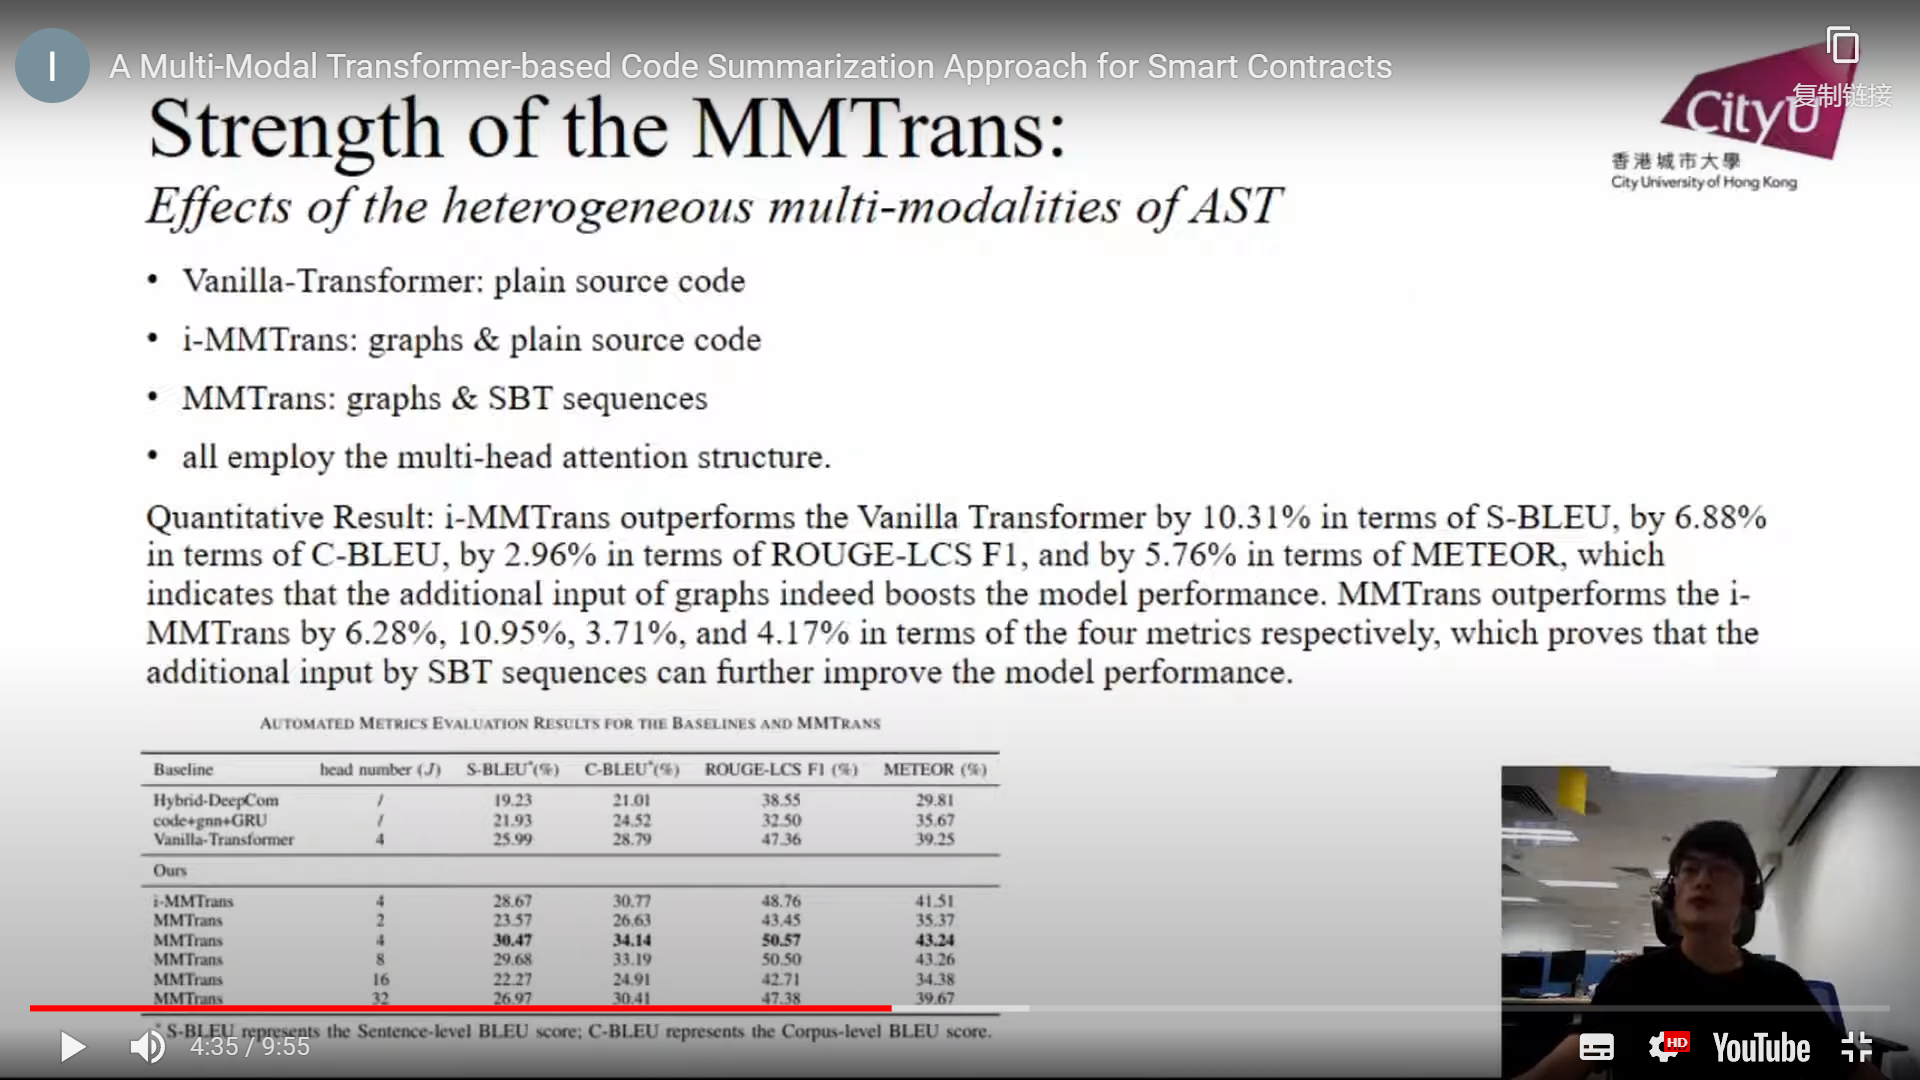 I
A Multi-Modal Transformer-based Code Summarization Approach for Smart Contracts
复制链接
CityU
香港城市大學
City University of Hong Kong
Strength of the MMTrans:
Effects of the heterogeneous multi-modalities of AST
• Vanilla-Transformer: plain source code
• i-MMTrans: graphs & plain source code
• MMTrans: graphs & SBT sequences
• all employ the multi-head attention structure.
Quantitative Result: i-MMTrans outperforms the Vanilla Transformer by 10.31% in terms of S-BLEU, by 6.88%
in terms of C-BLEU, by 2.96% in terms of ROUGE-LCS F1, and by 5.76% in terms of METEOR, which
indicates that the additional input of graphs indeed boosts the model performance. MMTrans outperforms the i-
MMTrans by 6.28%, 10.95%, 3.71%, and 4.17% in terms of the four metrics respectively, which proves that the
additional input by SBT sequences can further improve the model performance.
AUTOMATED METRICS EVALUATION RESULTS FOR THE BASELINES AND MMTRANS
Baseline head number (J) S-BLEU*(%) C-BLEU*(%) ROUGE-LCS F1 (%) METEOR (%)
Hybrid-DeepCom / 19.23 21.01 38.55 29.81
code+gnn+GRU / 21.93 24.52 32.50 35.67
Vanilla-Transformer 4 25.99 28.79 47.36 39.25
Ours
i-MMTrans 4 28.67 30.77 48.76 41.51
MMTrans 2 23.57 26.63 43.45 35.37
MMTrans 4 30.47 34.14 50.57 43.24
MMTrans 8 29.68 33.19 50.50 43.26
MMTrans 16 22.27 24.91 42.71 34.38
MMTrans 32 26.97 30.41 47.38 39.67
* S-BLEU represents the Sentence-level BLEU score; C-BLEU represents the Corpus-level BLEU score.
4:35 / 9:55
HD
YouTube